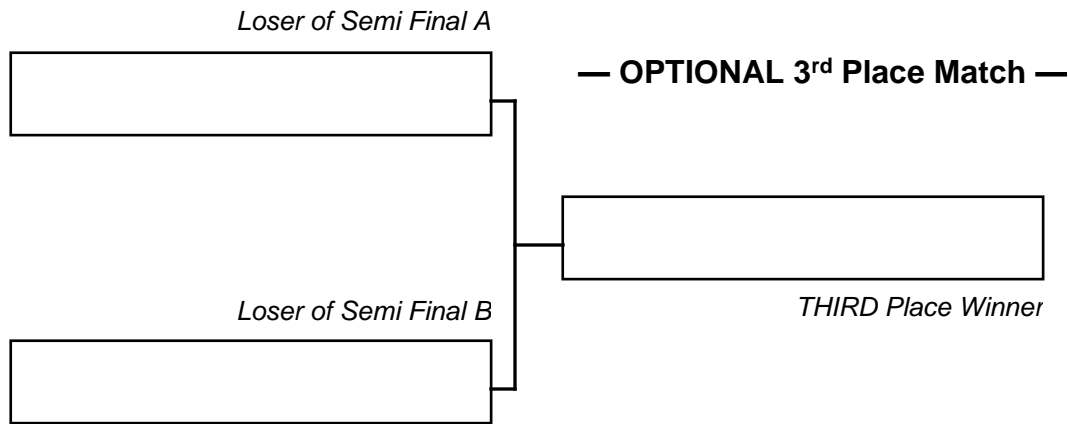 Loser of Semi Final A
— OPTIONAL 3rd Place Match —
Loser of Semi Final B
THIRD Place Winner